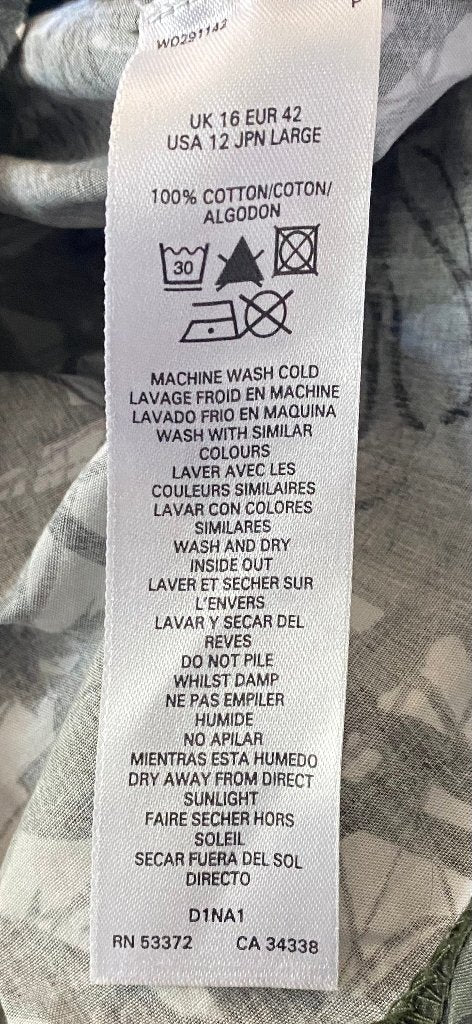 WO291142
UK 16 EUR 42
USA 12 JPN LARGE
100% COTTON/COTON/
ALGODON
30
MACHINE WASH COLD
LAVAGE FROID EN MACHINE
LAVADO FRIO EN MAQUINA
WASH WITH SIMILAR
COLOURS
LAVER AVEC LES
COULEURS SIMILAIRES
LAVAR CON COLORES
SIMILARES
WASH AND DRY
INSIDE OUT
LAVER ET SECHER SUR
L'ENVERS
LAVAR Y SECAR DEL
REVES
DO NOT PILE
WHILST DAMP
NE PAS EMPILER
HUMIDE
NO APILAR
MIENTRAS ESTA HUMEDO
DRY AWAY FROM DIRECT
SUNLIGHT
FAIRE SECHER HORS
SOLEIL
SECAR FUERA DEL SOL
DIRECTO
D1NA1
RN 53372 CA 34338